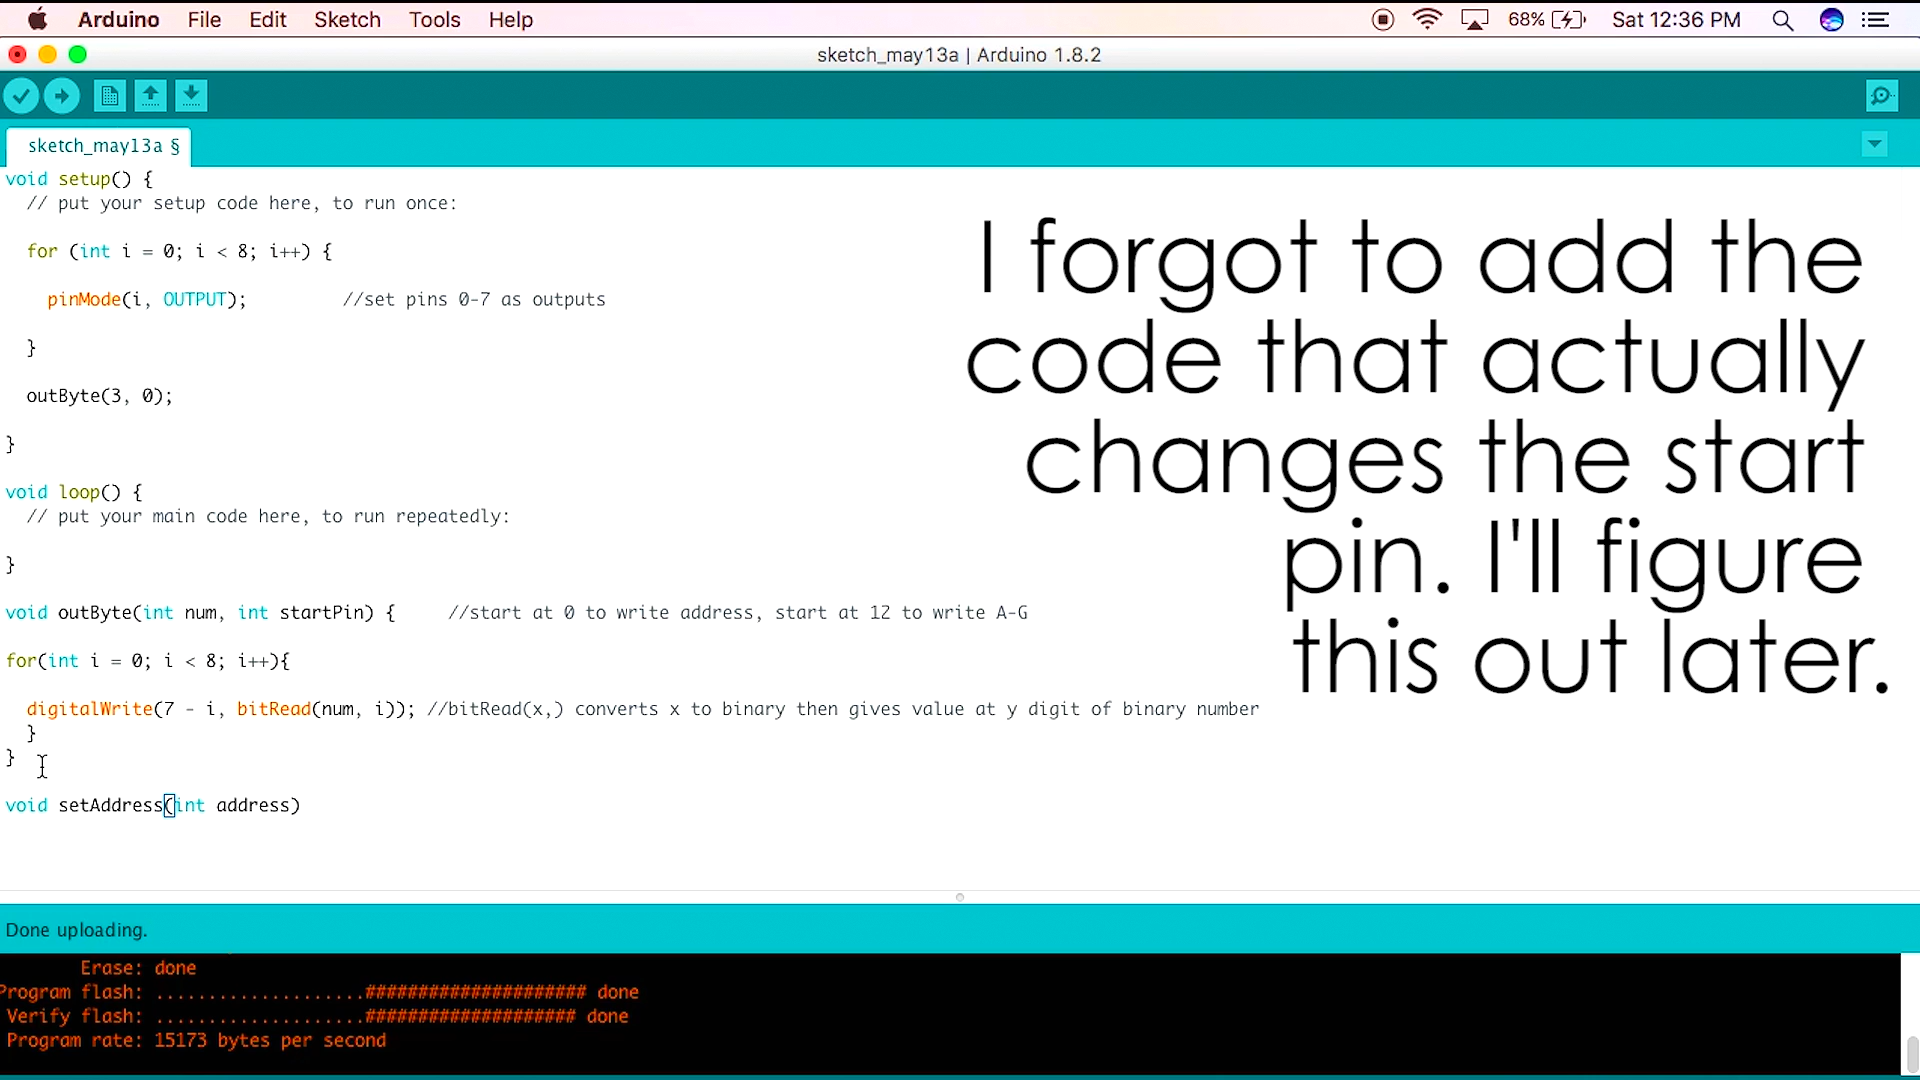 Arduino File Edit Sketch Tools Help 68% Sat 12:36 PM
sketch_may13a | Arduino 1.8.2
sketch_may13a §
void setup() {
// put your setup code here, to run once:
for (int i = 0; i < 8; i++) {
pinMode(i, OUTPUT); //set pins 0-7 as outputs
}
outByte(3, 0);
}
void loop() {
// put your main code here, to run repeatedly:
}
void outByte(int num, int startPin) { //start at 0 to write address, start at 12 to write A-G
for(int i = 0; i < 8; i++){
digitalWrite(7 - i, bitRead(num, i)); //bitRead(x,) converts x to binary then gives value at y digit of binary number
}
}
void setAddress(int address)
I forgot to add the
code that actually
changes the start
pin. I'll figure
this out later.
Done uploading.
Erase: done
Program flash: ....................##################### done
Verify flash: ....................#################### done
Program rate: 15173 bytes per second